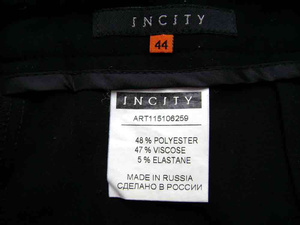 INCITY
44
INCITY
ART115106259
48 % POLYESTER
47 % VISCOSE
5 % ELASTANE
MADE IN RUSSIA
СДЕЛАНО В РОССИИ